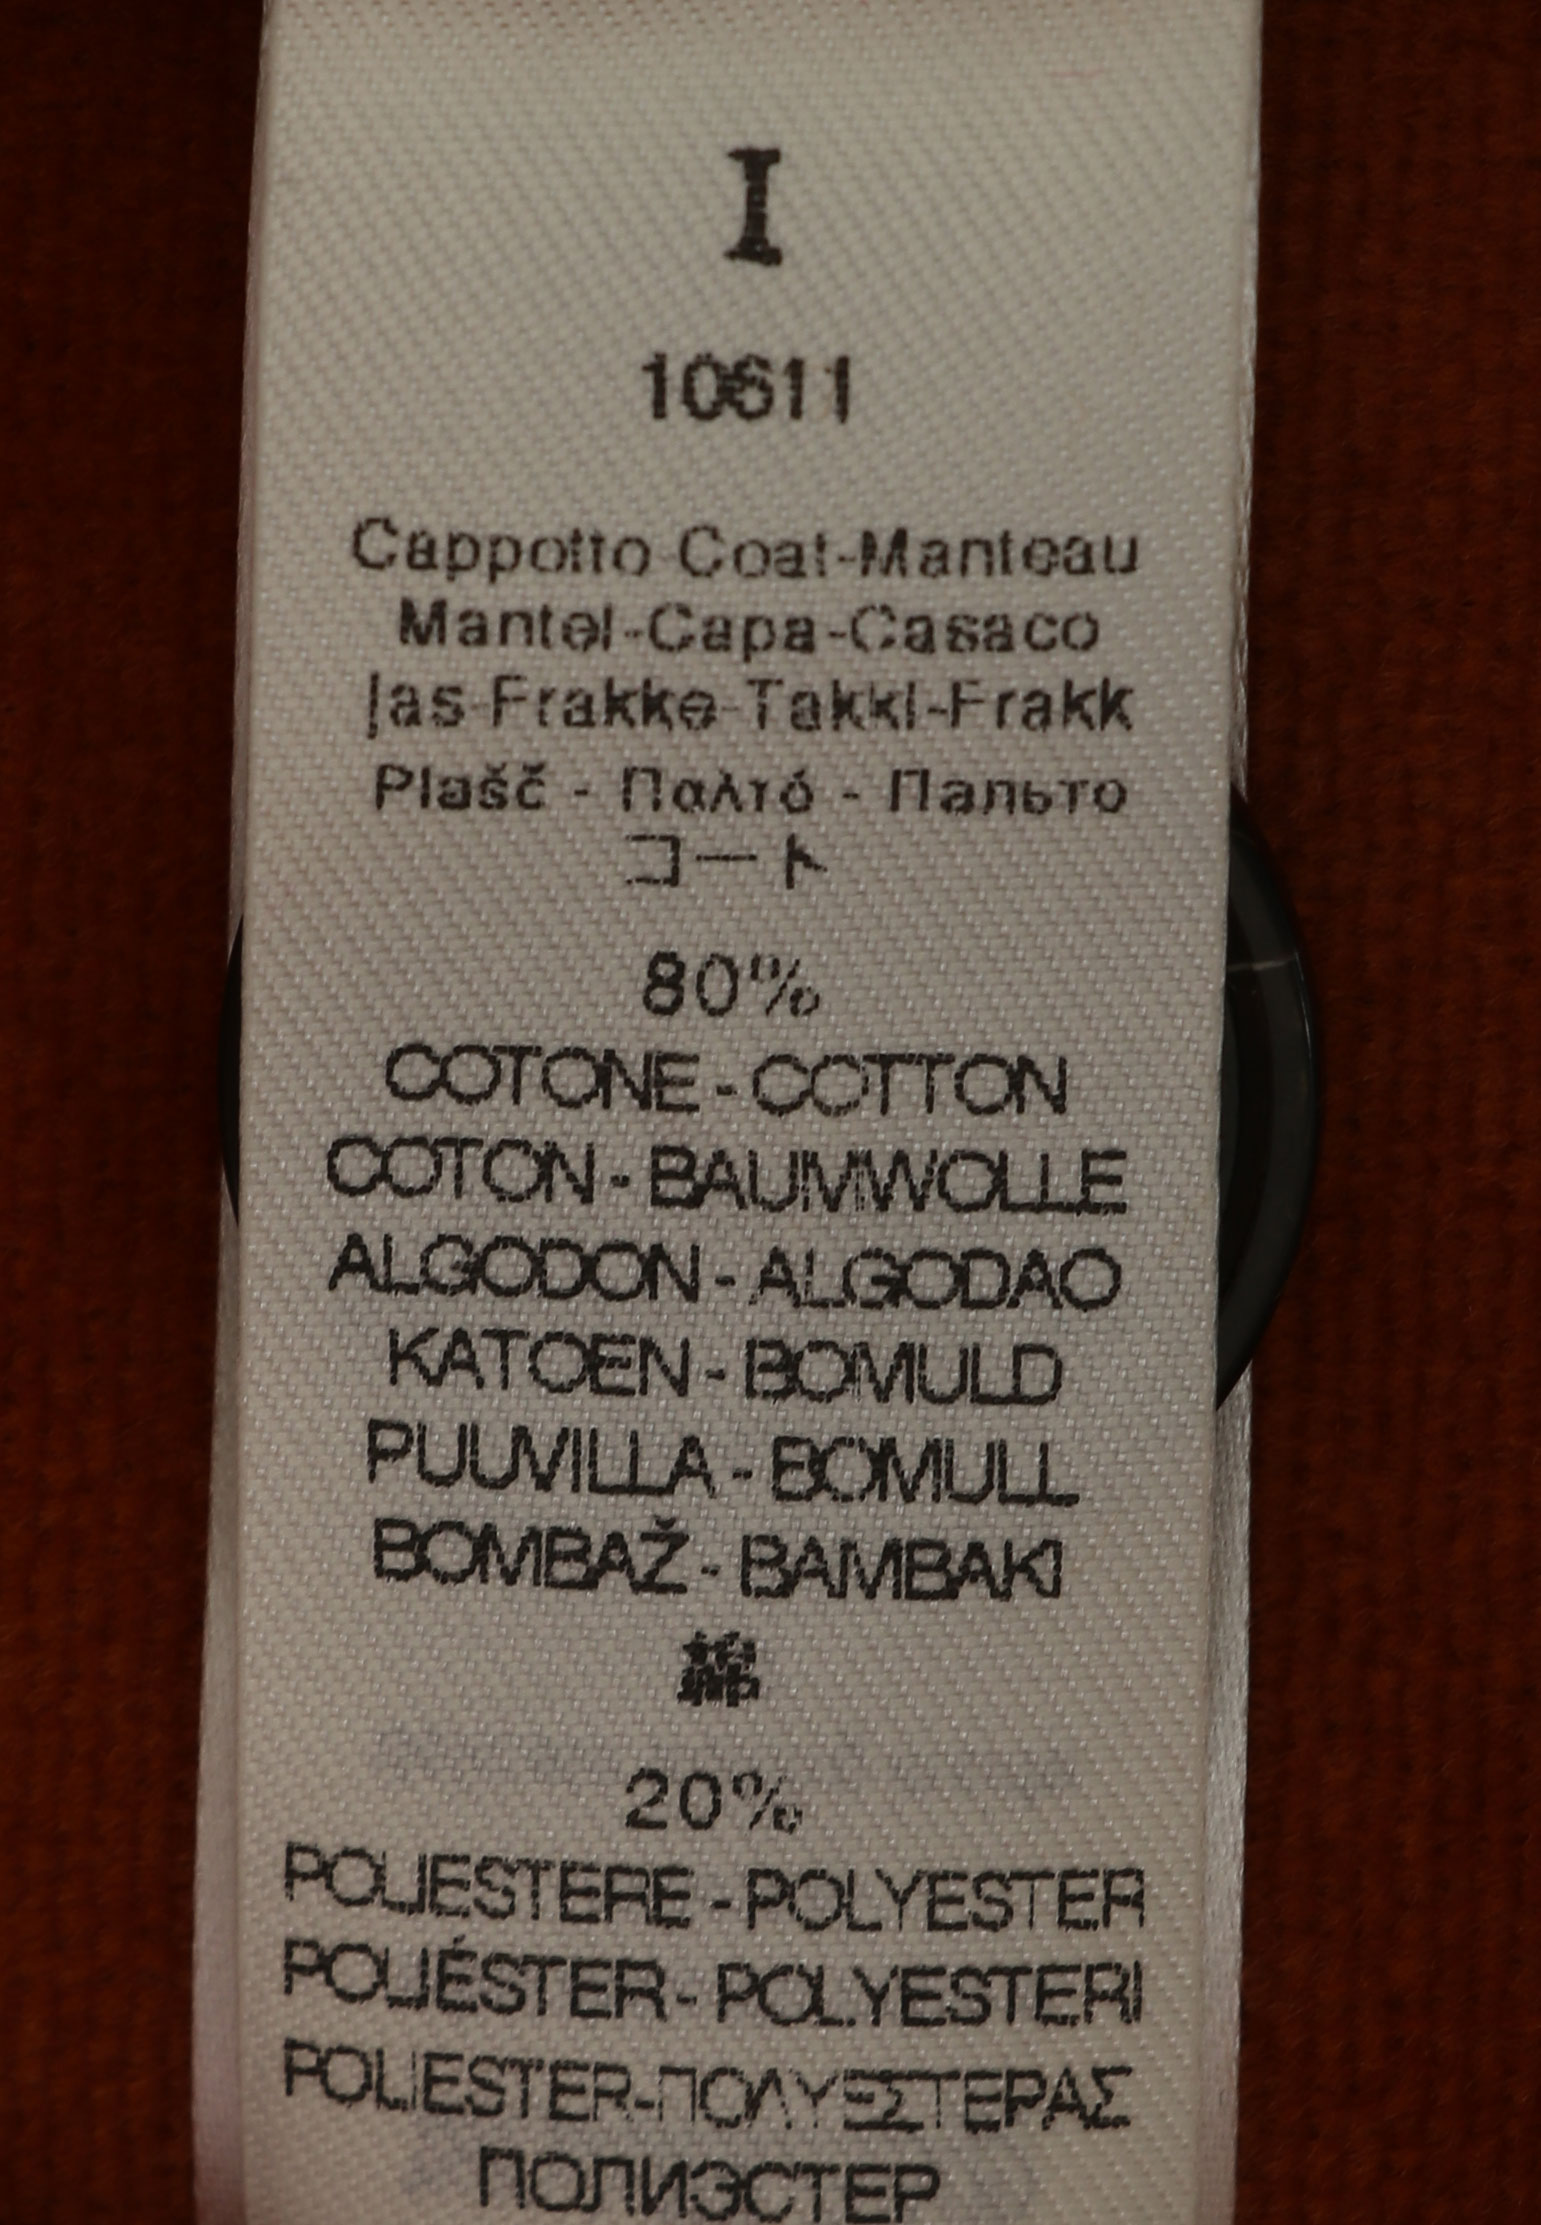 I
10611
Cappotto-Coat-Manteau
Mantel-Capa-Casaco
Jas-Frakke-Takki-Frakk
Plašč - Παλτό - Пальто
コート
80%
COTONE - COTTON
COTON - BAUMWOLLE
ALGODON - ALGODAO
KATOEN - BOMULD
PUUVILLA - BOMULL
BOMBAŽ - BAMBAKI
綿
20%
POLIESTERE - POLYESTER
POLIÉSTER - POLYESTERI
POLIESTER-ΠΟΛΥΕΣΤΕΡΑΣ
ПОЛИЭСТЕР